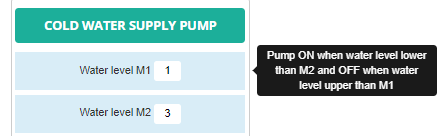 COLD WATER SUPPLY PUMP
Water level M1 1
Water level M2 3
Pump ON when water level lower
than M2 and OFF when water
level upper than M1